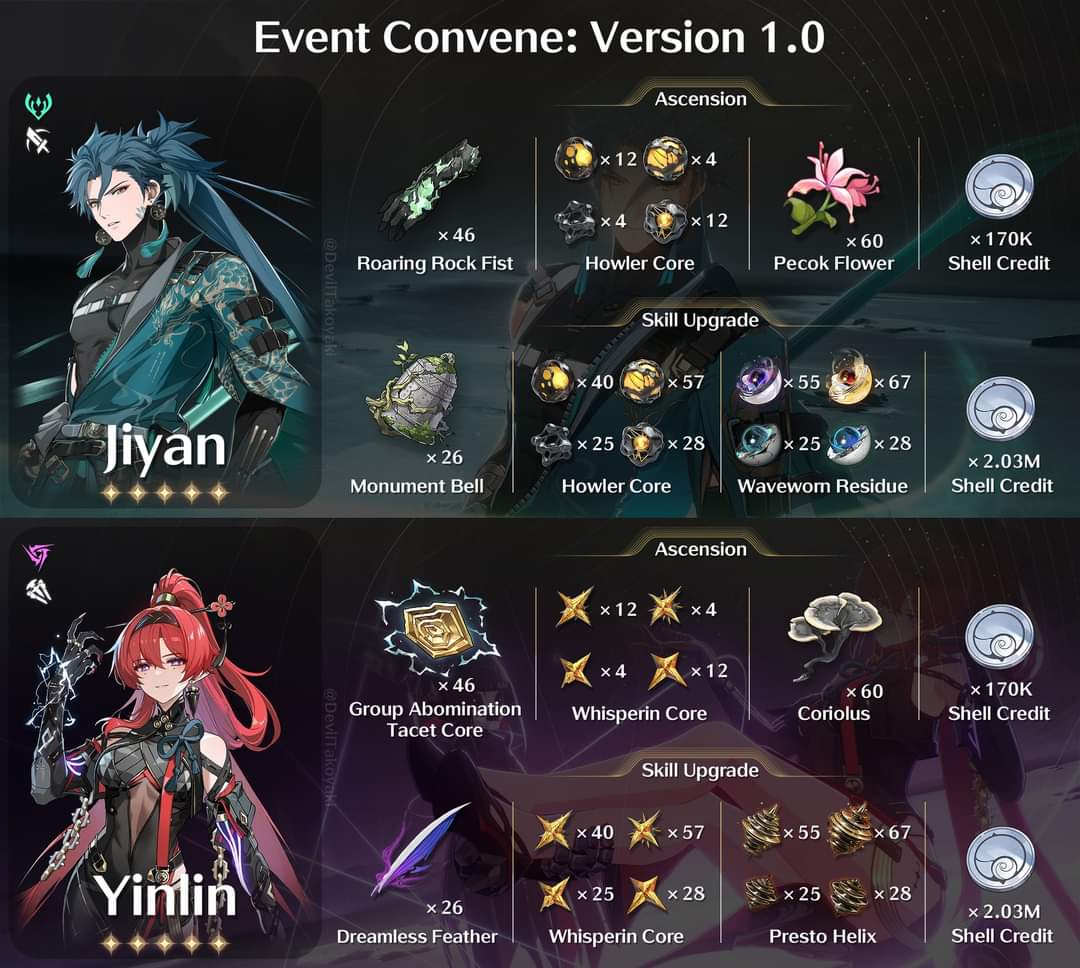 Event Convene: Version 1.0
Ascension
× 12 × 4
× 4 × 12
× 46
× 60
× 170K
Roaring Rock Fist
Howler Core
Pecok Flower
Shell Credit
Skill Upgrade
× 40 × 57
× 55 × 67
× 25 × 28
× 25 × 28
× 26
× 2.03M
Monument Bell
Howler Core
Waveworn Residue
Shell Credit
Jiyan
@DevilTakoyaki
Ascension
× 12 × 4
× 4 × 12
× 46
× 60
× 170K
Group Abomination
Tacet Core
Whisperin Core
Coriolus
Shell Credit
Skill Upgrade
× 40 × 57
× 55 × 67
× 25 × 28
× 25 × 28
× 26
× 2.03M
Dreamless Feather
Whisperin Core
Presto Helix
Shell Credit
Yinlin
@DevilTakoyaki